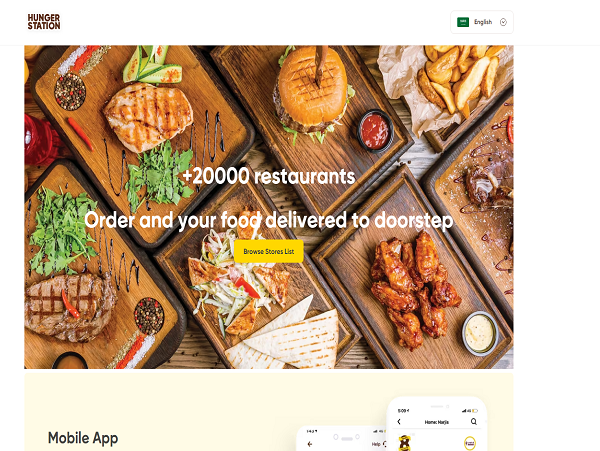 HUNGER
STATION
English
+20000 restaurants
Order and your food delivered to doorstep
Browse Stores List
Mobile App
Help
5:09
Home: Narjis